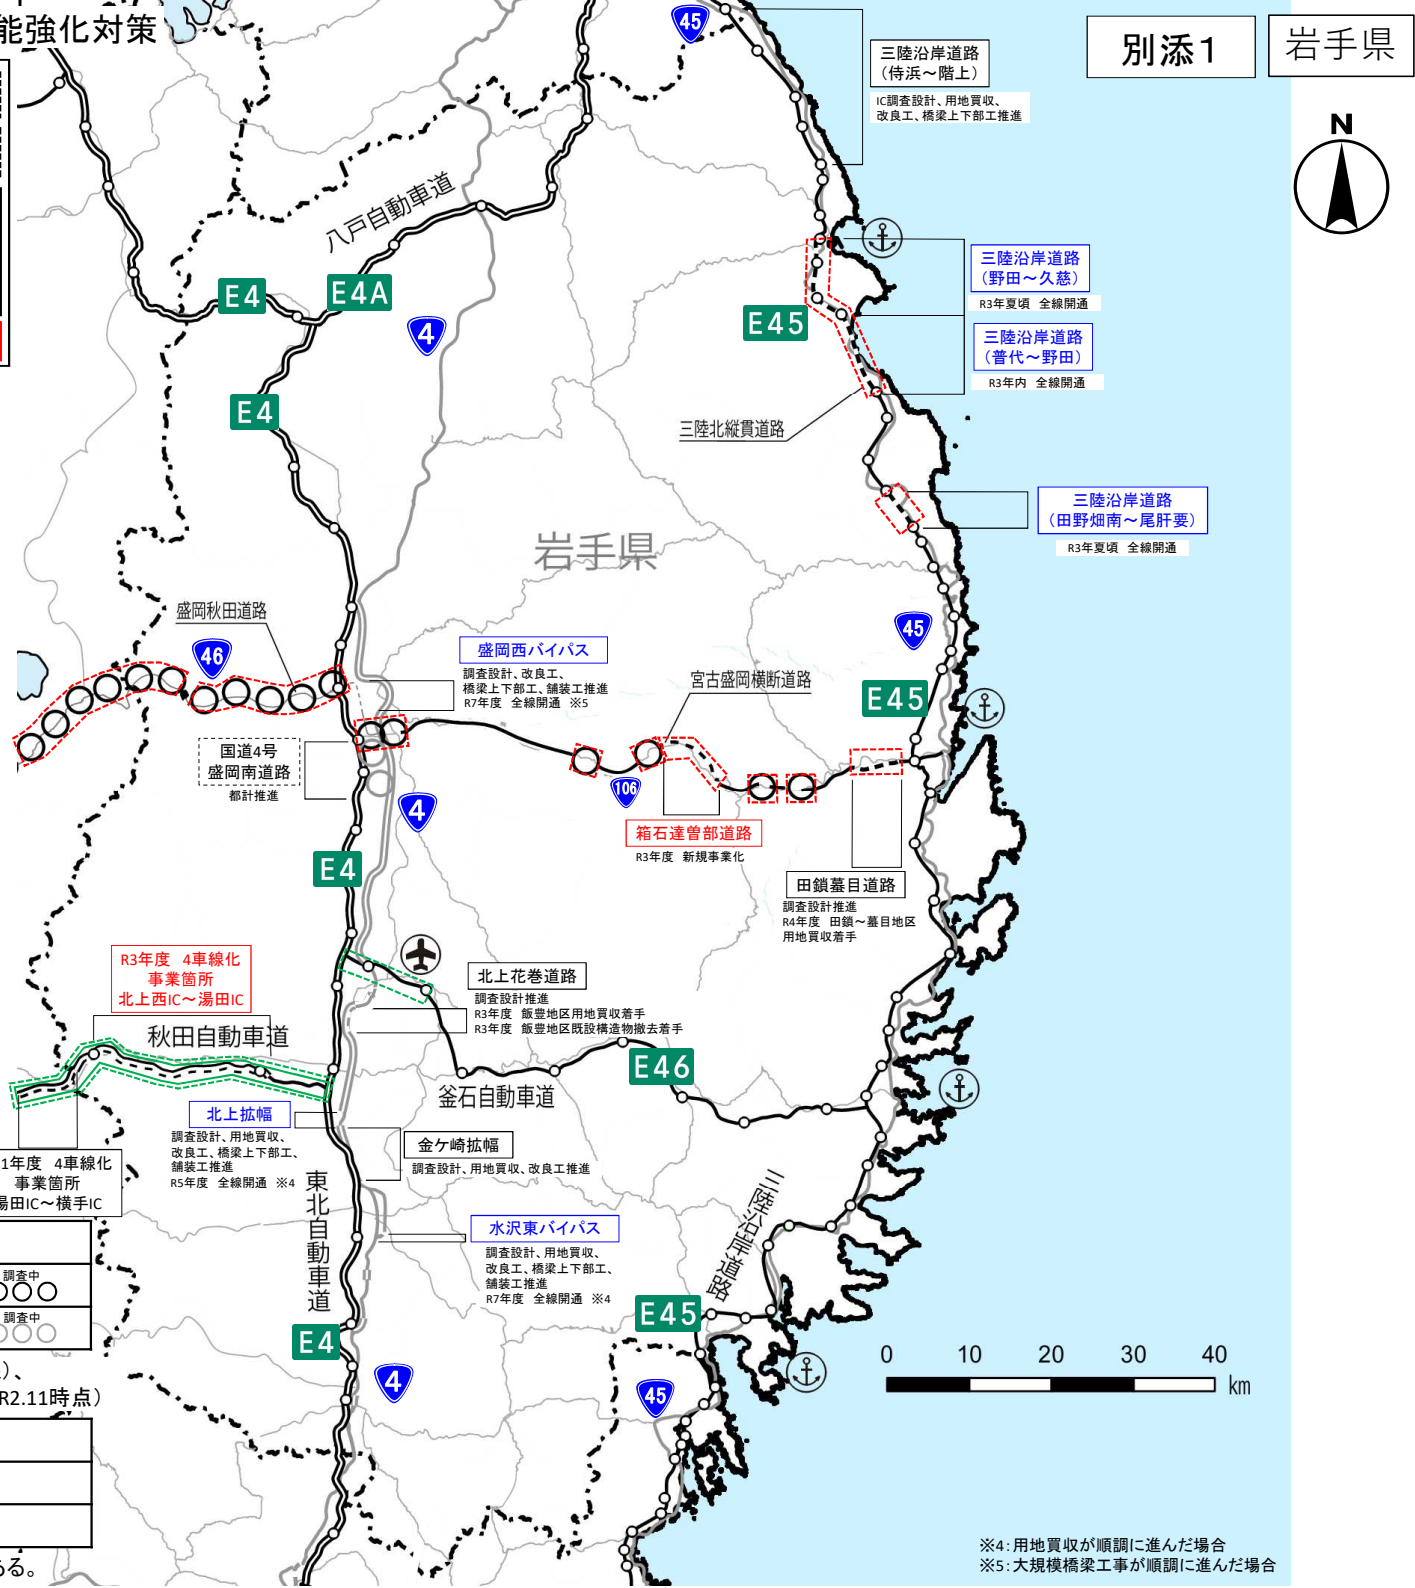 能強化対策
別添1
岩手県
N
45
三陸沿岸道路
（侍浜～階上）
IC調査設計、用地買収、
改良工、橋梁上下部工推進
八戸自動車道
E4
E4A
4
E45
三陸沿岸道路
（野田～久慈）
R3年夏頃 全線開通
三陸沿岸道路
（普代～野田）
R3年内 全線開通
E4
三陸北縦貫道路
三陸沿岸道路
（田野畑南～尾肝要）
R3年夏頃 全線開通
岩手県
盛岡秋田道路
46
45
盛岡西バイパス
調査設計、改良工、
橋梁上下部工、舗装工推進
R7年度 全線開通 ※5
宮古盛岡横断道路
E45
国道4号
盛岡南道路
都計推進
106
4
箱石達曽部道路
R3年度 新規事業化
E4
田鎖蟇目道路
調査設計推進
R4年度 田鎖～蟇目地区
用地買収着手
R3年度 4車線化
事業箇所
北上西IC～湯田IC
北上花巻道路
調査設計推進
R3年度 飯豊地区用地買収着手
R3年度 飯豊地区既設構造物撤去着手
秋田自動車道
E46
釜石自動車道
北上拡幅
調査設計、用地買収、
改良工、橋梁上下部工、
舗装工推進
R5年度 全線開通 ※4
金ケ崎拡幅
調査設計、用地買収、改良工推進
1年度 4車線化
事業箇所
湯田IC～横手IC
東北自動車道
三陸沿岸道路
水沢東バイパス
調査設計、用地買収、
改良工、橋梁上下部工、
舗装工推進
R7年度 全線開通 ※4
調査中
調査中
E45
E4
4
45
）、
R2.11時点）
0 10 20 30 40
km
※4：用地買収が順調に進んだ場合
※5：大規模橋梁工事が順調に進んだ場合
ある。